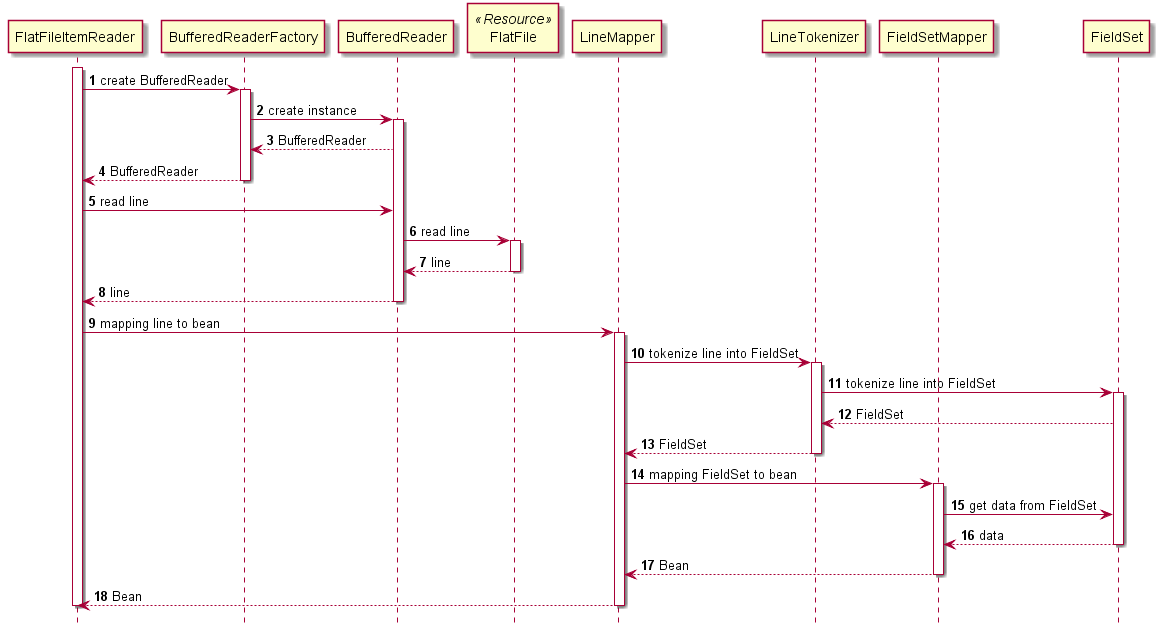 FlatFileItemReader
BufferedReaderFactory
BufferedReader
«Resource»
FlatFile
LineMapper
LineTokenizer
FieldSetMapper
FieldSet
1 create BufferedReader
2 create instance
3 BufferedReader
4 BufferedReader
5 read line
6 read line
7 line
8 line
9 mapping line to bean
10 tokenize line into FieldSet
11 tokenize line into FieldSet
12 FieldSet
13 FieldSet
14 mapping FieldSet to bean
15 get data from FieldSet
16 data
17 Bean
18 Bean